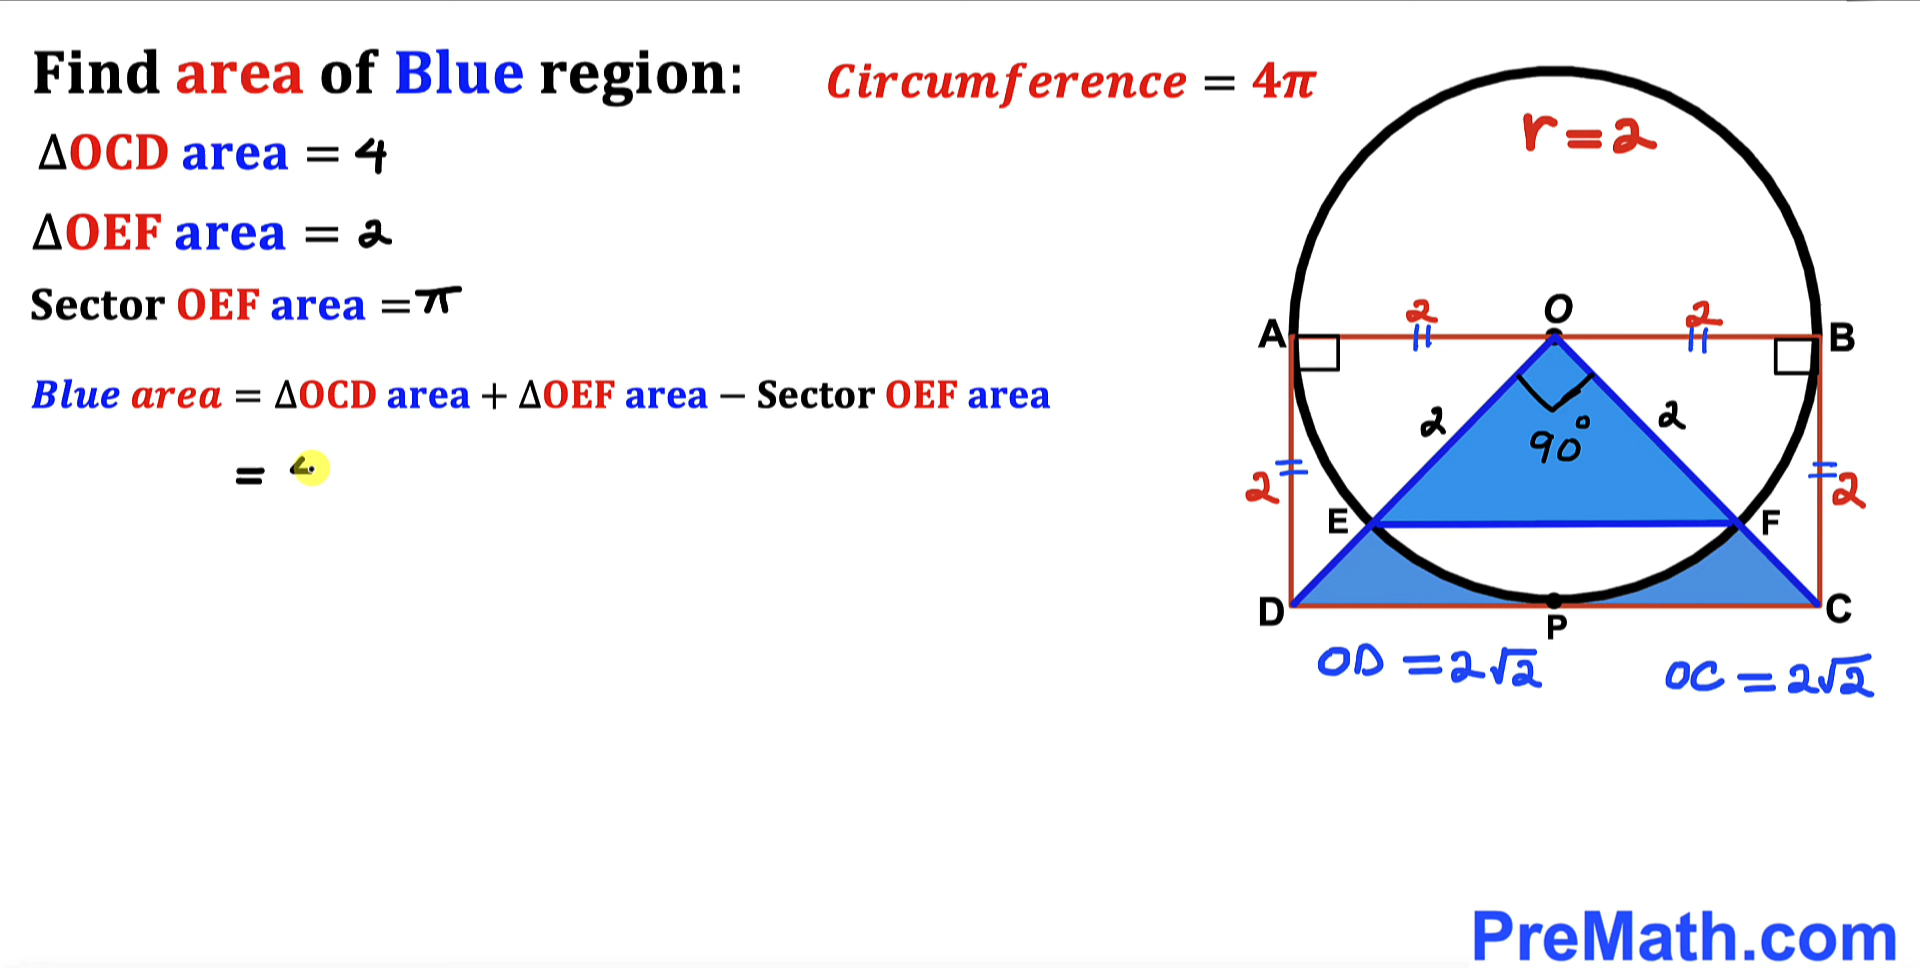 Find area of Blue region:
Circumference = 4π
r = 2
ΔOCD area = 4
ΔOEF area = 2
Sector OEF area = π
Blue area = ΔOCD area + ΔOEF area − Sector OEF area
=
2
O
2
A
B
2
2
90°
2
2
E
F
D
C
P
OD = 2√2
OC = 2√2
PreMath.com